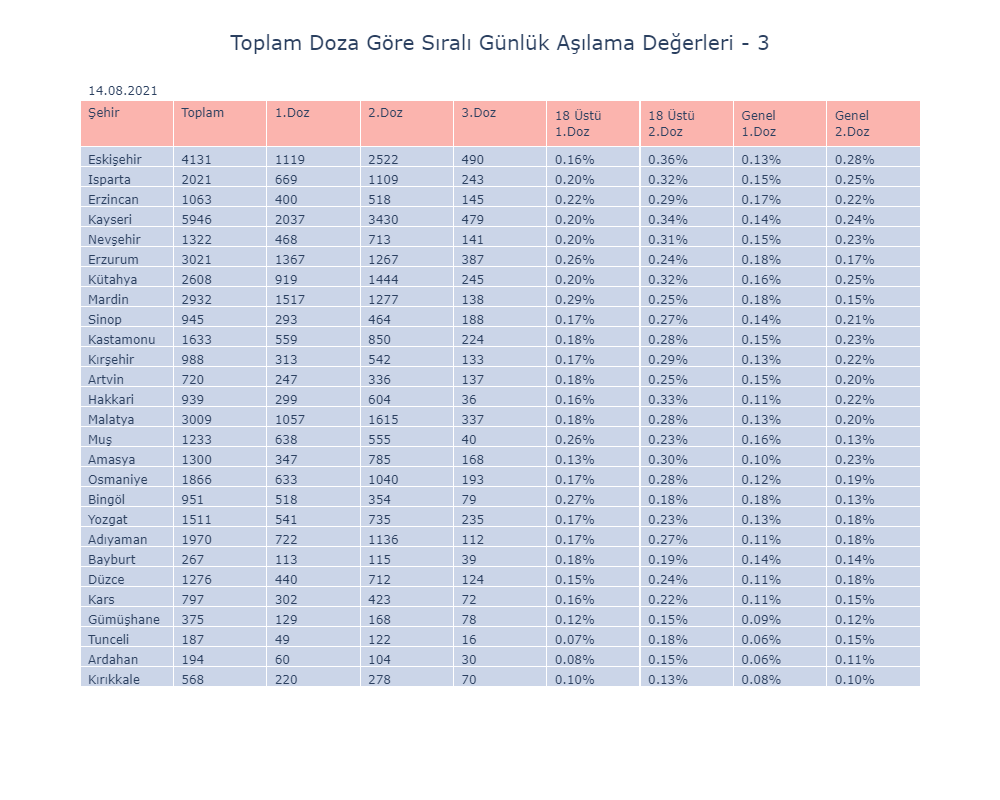 Toplam Doza Göre Sıralı Günlük Aşılama Değerleri - 3
14.08.2021
Şehir Toplam 1.Doz 2.Doz 3.Doz 18 Üstü 1.Doz 18 Üstü 2.Doz Genel 1.Doz Genel 2.Doz
Eskişehir 4131 1119 2522 490 0.16% 0.36% 0.13% 0.28%
Isparta 2021 669 1109 243 0.20% 0.32% 0.15% 0.25%
Erzincan 1063 400 518 145 0.22% 0.29% 0.17% 0.22%
Kayseri 5946 2037 3430 479 0.20% 0.34% 0.14% 0.24%
Nevşehir 1322 468 713 141 0.20% 0.31% 0.15% 0.23%
Erzurum 3021 1367 1267 387 0.26% 0.24% 0.18% 0.17%
Kütahya 2608 919 1444 245 0.20% 0.32% 0.16% 0.25%
Mardin 2932 1517 1277 138 0.29% 0.25% 0.18% 0.15%
Sinop 945 293 464 188 0.17% 0.27% 0.14% 0.21%
Kastamonu 1633 559 850 224 0.18% 0.28% 0.15% 0.23%
Kırşehir 988 313 542 133 0.17% 0.29% 0.13% 0.22%
Artvin 720 247 336 137 0.18% 0.25% 0.15% 0.20%
Hakkari 939 299 604 36 0.16% 0.33% 0.11% 0.22%
Malatya 3009 1057 1615 337 0.18% 0.28% 0.13% 0.20%
Muş 1233 638 555 40 0.26% 0.23% 0.16% 0.13%
Amasya 1300 347 785 168 0.13% 0.30% 0.10% 0.23%
Osmaniye 1866 633 1040 193 0.17% 0.28% 0.12% 0.19%
Bingöl 951 518 354 79 0.27% 0.18% 0.18% 0.13%
Yozgat 1511 541 735 235 0.17% 0.23% 0.13% 0.18%
Adıyaman 1970 722 1136 112 0.17% 0.27% 0.11% 0.18%
Bayburt 267 113 115 39 0.18% 0.19% 0.14% 0.14%
Düzce 1276 440 712 124 0.15% 0.24% 0.11% 0.18%
Kars 797 302 423 72 0.16% 0.22% 0.11% 0.15%
Gümüşhane 375 129 168 78 0.12% 0.15% 0.09% 0.12%
Tunceli 187 49 122 16 0.07% 0.18% 0.06% 0.15%
Ardahan 194 60 104 30 0.08% 0.15% 0.06% 0.11%
Kırıkkale 568 220 278 70 0.10% 0.13% 0.08% 0.10%